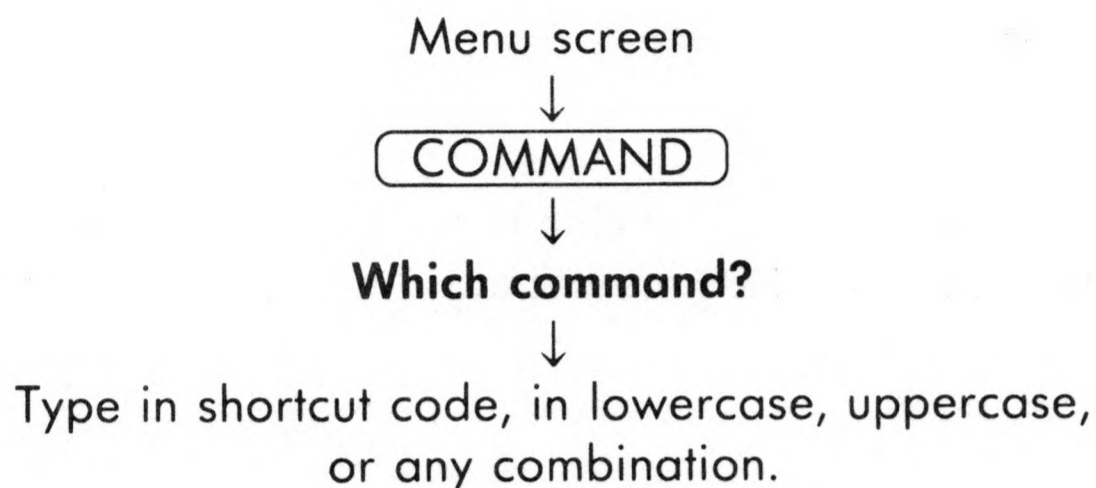 Menu screen
↓
COMMAND
↓
Which command?
↓
Type in shortcut code, in lowercase, uppercase,
or any combination.